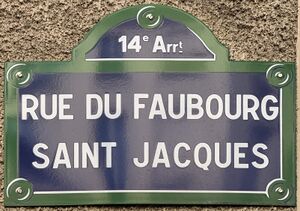 14e Arrt
RUE DU FAUBOURG
SAINT JACQUES